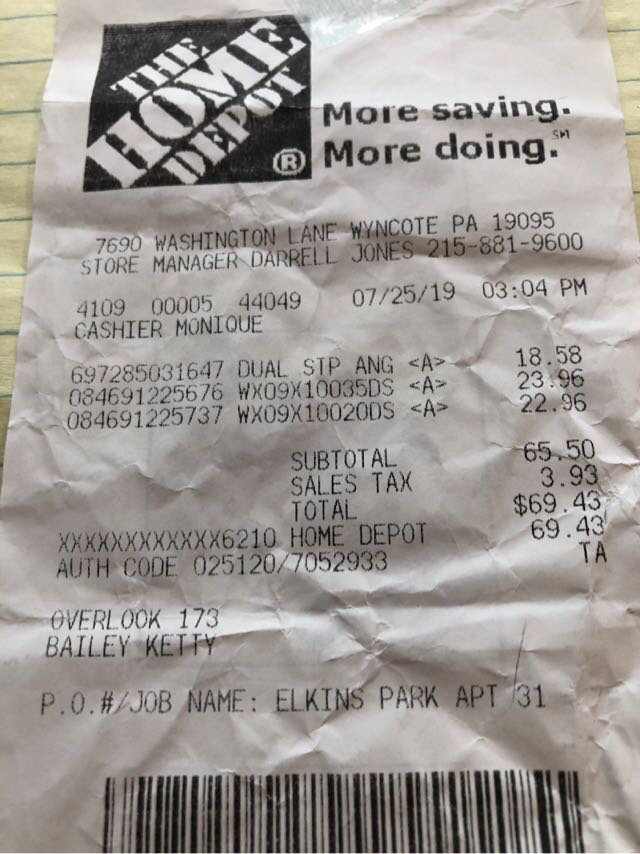 THE
HOME
DEPOT
®
More saving.
More doing.℠
7690 WASHINGTON LANE WYNCOTE PA 19095
STORE MANAGER DARRELL JONES 215-881-9600
4109 00005 44049 07/25/19 03:04 PM
CASHIER MONIQUE
697285031647 DUAL STP ANG <A> 18.58
084691225676 WX09X10035DS <A> 23.96
084691225737 WX09X10020DS <A> 22.96
SUBTOTAL 65.50
SALES TAX 3.93
TOTAL $69.43
XXXXXXXXXXXX6210 HOME DEPOT 69.43
AUTH CODE 025120/7052933 TA
OVERLOOK 173
BAILEY KETTY
P.O.#/JOB NAME: ELKINS PARK APT 31